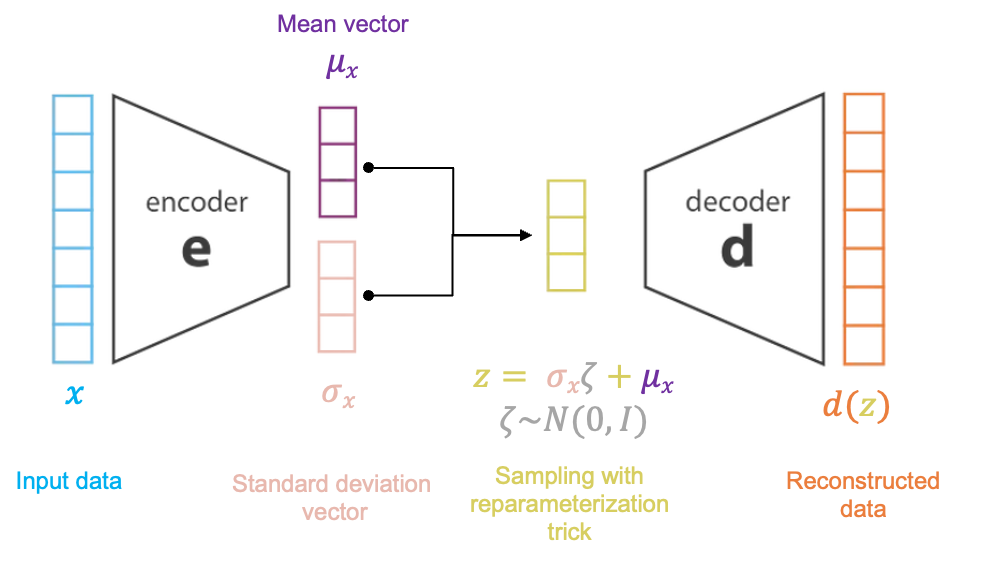 Mean vector
μₓ
encoder
e
decoder
d
x
σₓ
z = σₓζ + μₓ
ζ~N(0, I)
d(z)
Input data
Standard deviation
vector
Sampling with
reparameterization
trick
Reconstructed
data